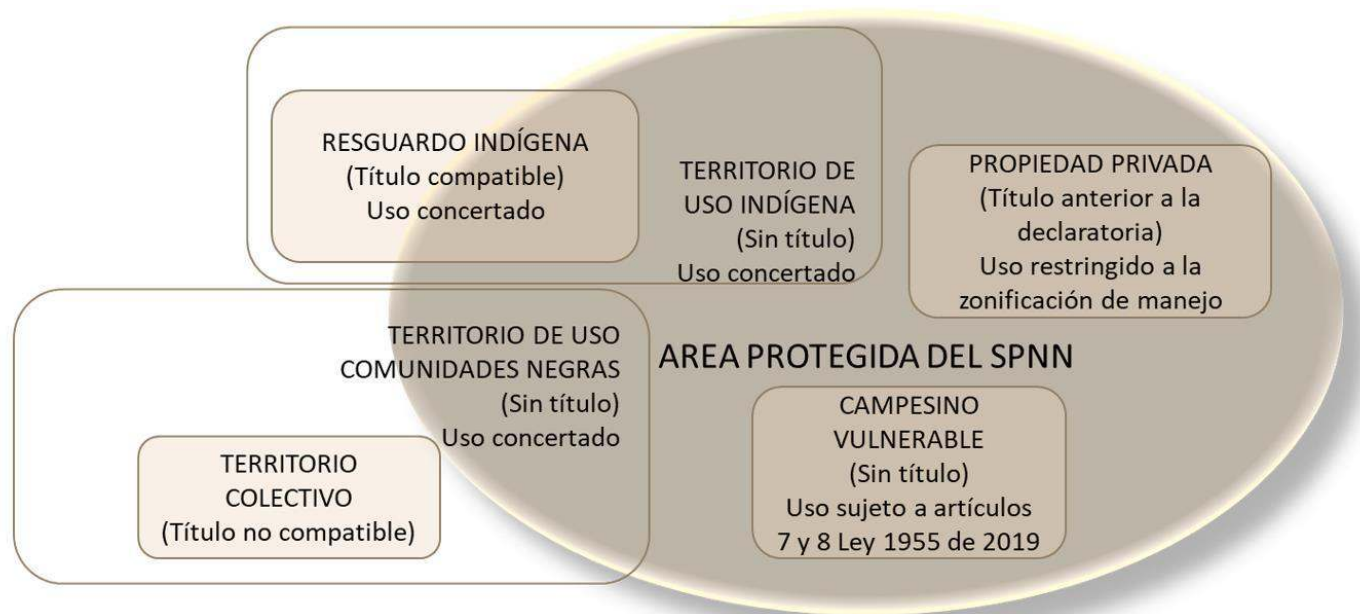 RESGUARDO INDÍGENA
(Título compatible)
Uso concertado
TERRITORIO DE
USO INDÍGENA
(Sin título)
Uso concertado
PROPIEDAD PRIVADA
(Título anterior a la
declaratoria)
Uso restringido a la
zonificación de manejo
TERRITORIO DE USO
COMUNIDADES NEGRAS
(Sin título)
Uso concertado
AREA PROTEGIDA DEL SPNN
TERRITORIO
COLECTIVO
(Título no compatible)
CAMPESINO
VULNERABLE
(Sin título)
Uso sujeto a artículos
7 y 8 Ley 1955 de 2019